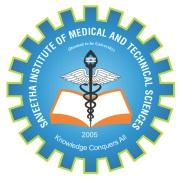 SAVEETHA INSTITUTE OF MEDICAL AND TECHNICAL SCIENCES
(Deemed to be University)
2005
Knowledge Conquers All